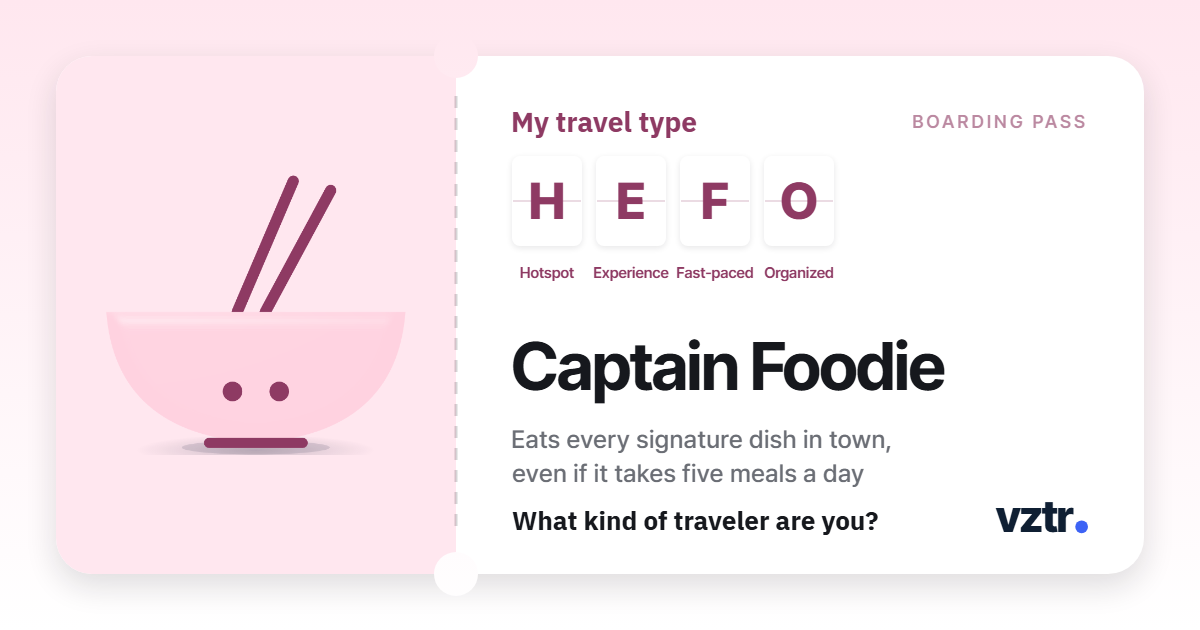 My travel type
BOARDING PASS
H E F O
Hotspot Experience Fast-paced Organized
Captain Foodie
Eats every signature dish in town,
even if it takes five meals a day
What kind of traveler are you?
vztr.